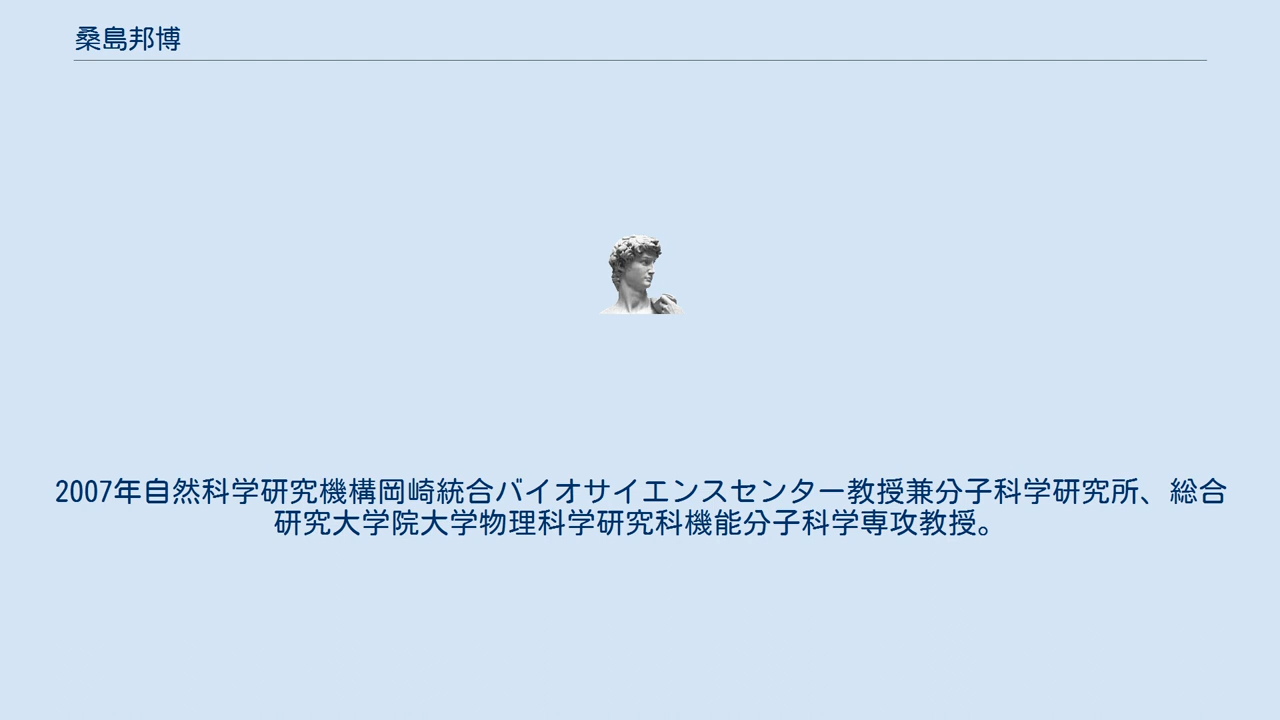 桑島邦博
2007年自然科学研究機構岡崎統合バイオサイエンスセンター教授兼分子科学研究所、総合
研究大学院大学物理科学研究科機能分子科学専攻教授。